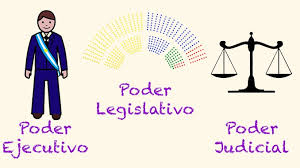 Poder
Ejecutivo
Poder
Legislativo
Poder
Judicial